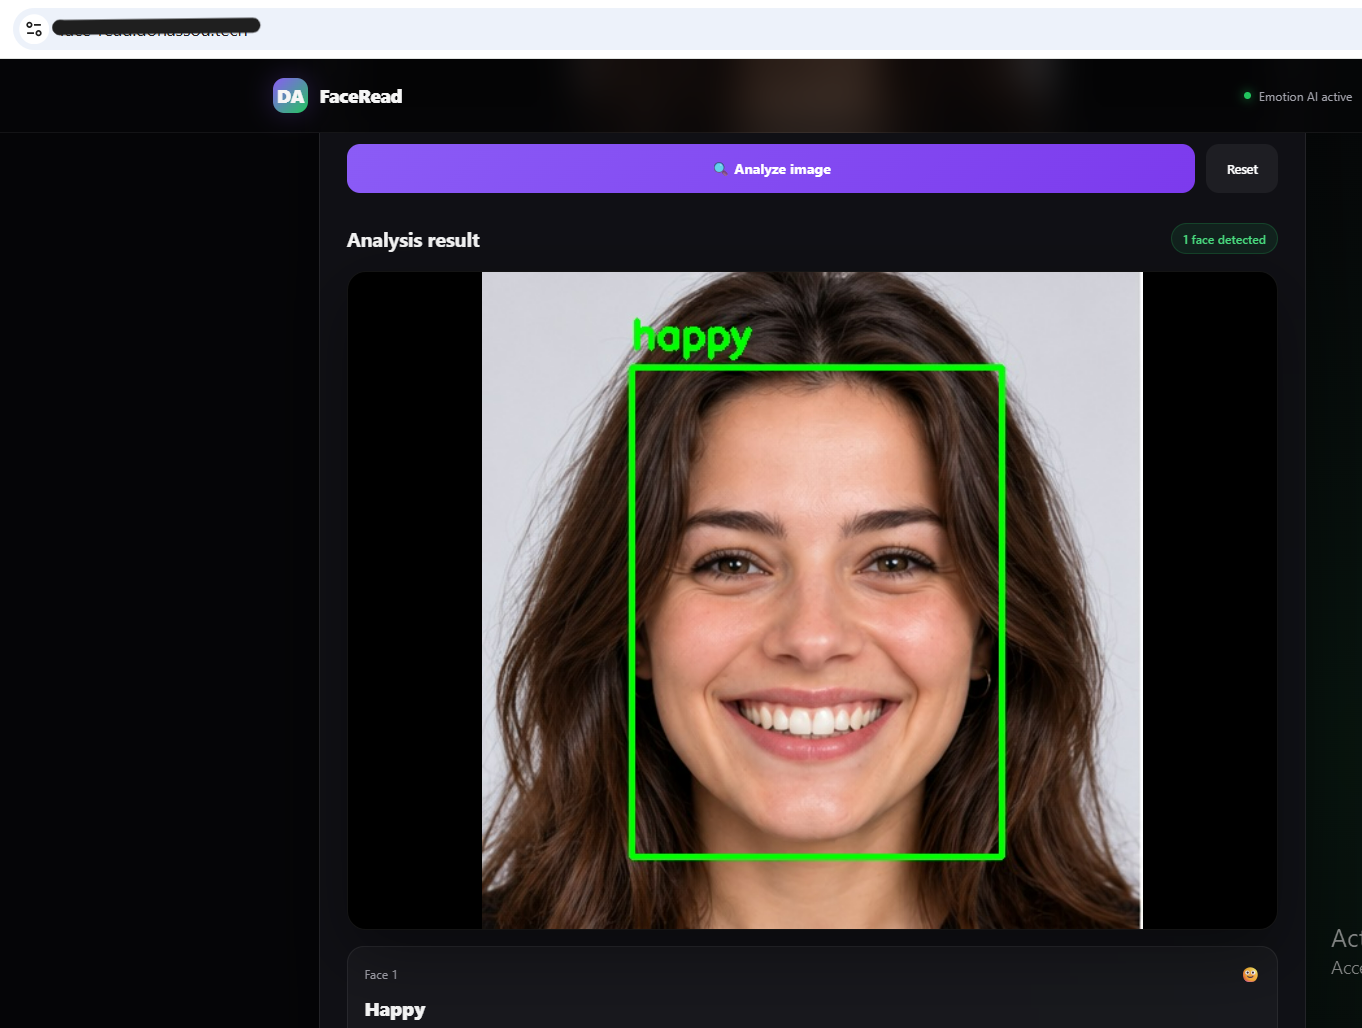 DA FaceRead
Emotion AI active
Analyze image
Reset
Analysis result
1 face detected
happy
Face 1
Happy